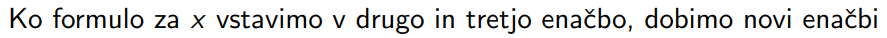 Ko formulo za x vstavimo v drugo in tretjo enačbo, dobimo novi enačbi